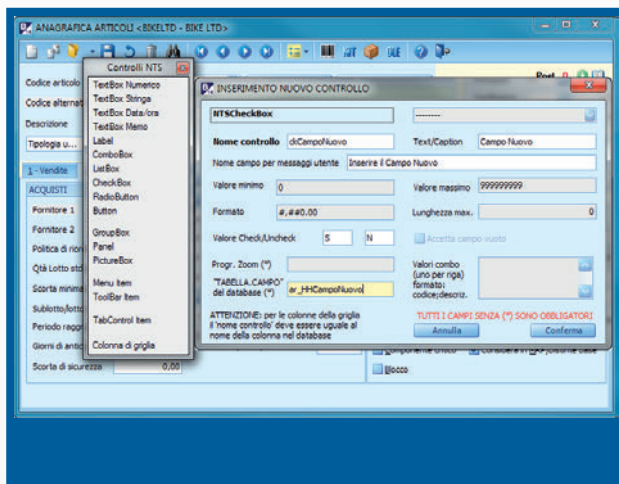 ANAGRAFICA ARTICOLI <BIKELTD - BIKE LTD>
Codice articolo
Codice alternat
Descrizione
Tipologia u...
1 - Vendite
ACQUISTI
Fornitore 1
Fornitore 2
Politica di rior
Qtà Lotto std
Scorta minima
Sublotto/lotto
Periodo raggr
Giorni di antic
Scorta di sicurezza 0,00
Controlli NTS
TextBox Numerico
TextBox Stringa
TextBox Data/ora
TextBox Memo
Label
ComboBox
ListBox
CheckBox
RadioButton
Button
GroupBox
Panel
PictureBox
Menu Item
ToolBar Item
TabControl Item
Colonna di griglia
INSERIMENTO NUOVO CONTROLLO
NTSCheckBox --------
Nome controllo Text/Caption Campo Nuovo
Nome campo per messaggi utente Inserire il Campo Nuovo
Valore minimo 0 Valore massimo 999999999
Formato #,##0.00 Lunghezza max. 0
Valore Check/Uncheck S N Accetta campo vuoto
Progr. Zoom (*) Valori combo
(uno per riga)
formato:
codice;descriz.
"TABELLA.CAMPO"
del database (*) ar_HHCampoNuovo
ATTENZIONE: per le colonne della griglia
il 'nome controllo' deve essere uguale al
nome della colonna nel database
TUTTI I CAMPI SENZA (*) SONO OBBLIGATORI
Annulla Conferma
Blocco